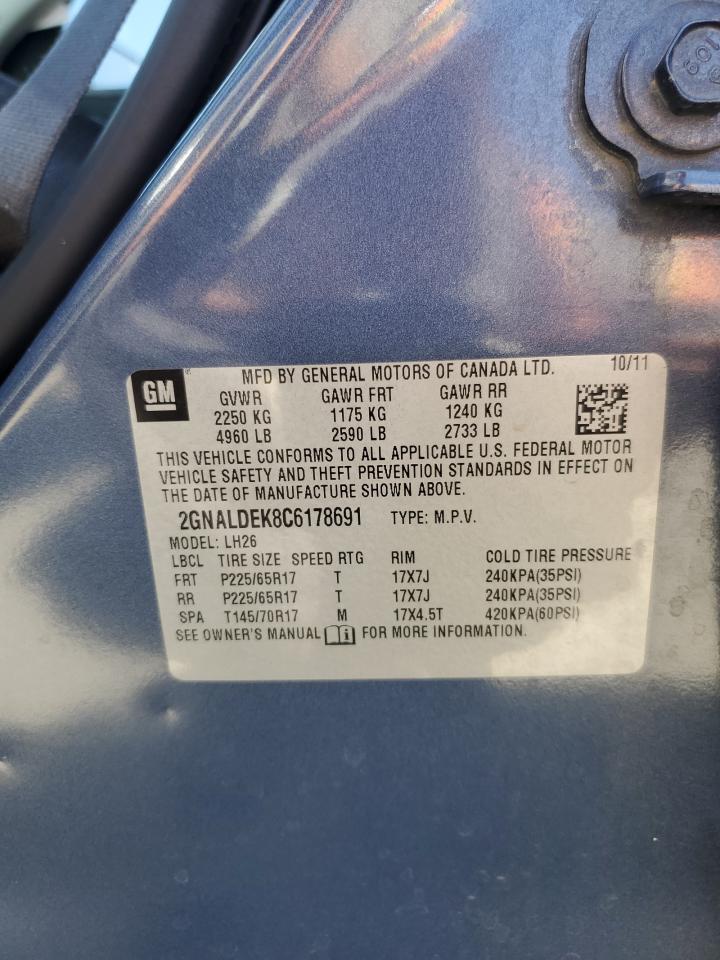 GM
MFD BY GENERAL MOTORS OF CANADA LTD. 10/11
GVWR GAWR FRT GAWR RR
2250 KG 1175 KG 1240 KG
4960 LB 2590 LB 2733 LB
THIS VEHICLE CONFORMS TO ALL APPLICABLE U.S. FEDERAL MOTOR
VEHICLE SAFETY AND THEFT PREVENTION STANDARDS IN EFFECT ON
THE DATE OF MANUFACTURE SHOWN ABOVE.
2GNALDEK8C6178691 TYPE: M.P.V.
MODEL: LH26
LBCL TIRE SIZE SPEED RTG RIM COLD TIRE PRESSURE
FRT P225/65R17 T 17X7J 240KPA(35PSI)
RR P225/65R17 T 17X7J 240KPA(35PSI)
SPA T145/70R17 M 17X4.5T 420KPA(60PSI)
SEE OWNER'S MANUAL FOR MORE INFORMATION.